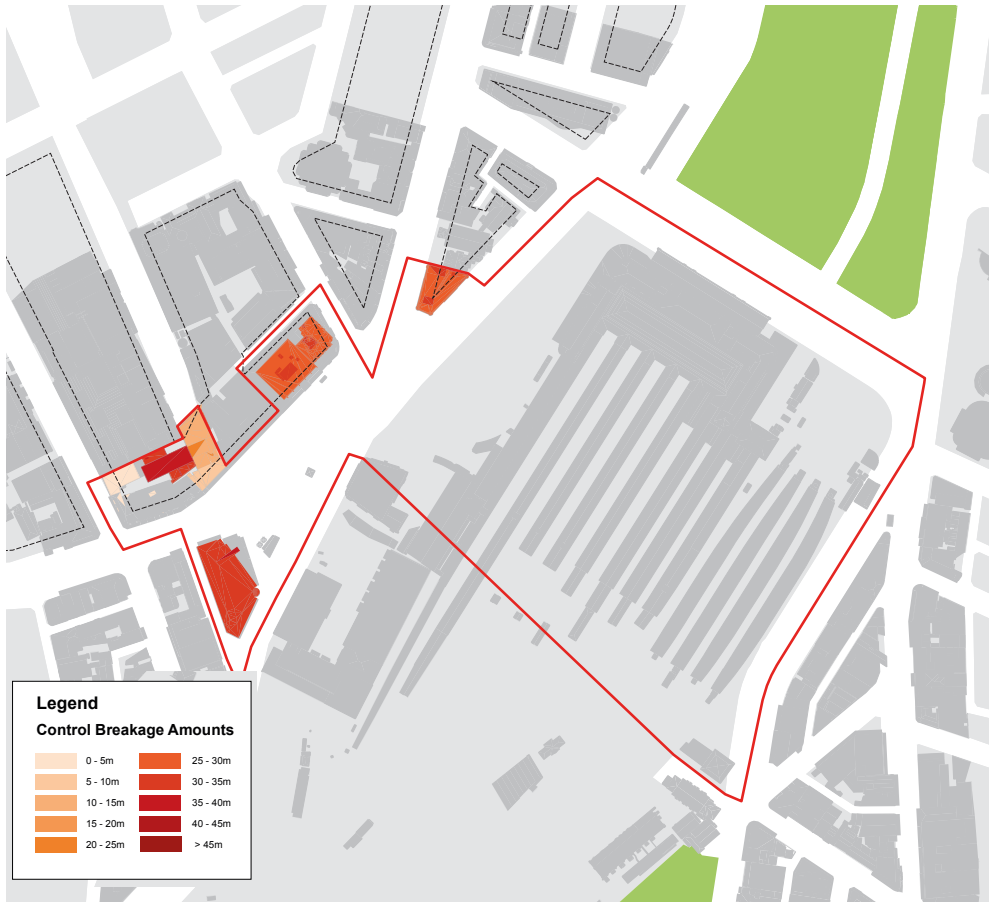 Legend
Control Breakage Amounts
0 - 5m
5 - 10m
10 - 15m
15 - 20m
20 - 25m
25 - 30m
30 - 35m
35 - 40m
40 - 45m
> 45m